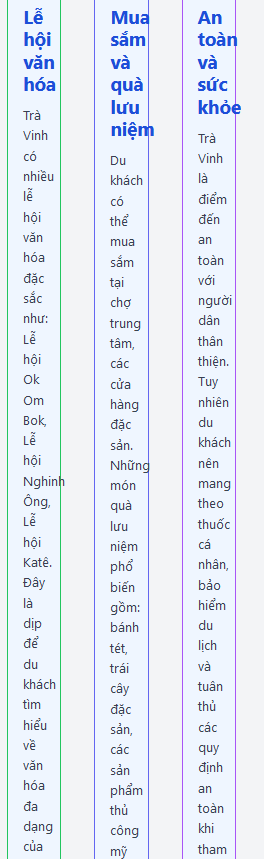 Lễ
hội
văn
hóa
Trà
Vinh
có
nhiều
lễ
hội
văn
hóa
đặc
sắc
như:
Lễ
hội
Ok
Om
Bok,
Lễ
hội
Nghinh
Ông,
Lễ
hội
Katê.
Đây
là
dịp
để
du
khách
tìm
hiểu
về
văn
hóa
đa
dạng
của
Mua
sắm
và
quà
lưu
niệm
Du
khách
có
thể
mua
sắm
tại
chợ
trung
tâm,
các
cửa
hàng
đặc
sản.
Những
món
quà
lưu
niệm
phổ
biến
gồm:
bánh
tét,
trái
cây
đặc
sản,
các
sản
phẩm
thủ
công
mỹ
An
toàn
và
sức
khỏe
Trà
Vinh
là
điểm
đến
an
toàn
với
người
dân
thân
thiện.
Tuy
nhiên
du
khách
nên
mang
theo
thuốc
cá
nhân,
bảo
hiểm
du
lịch
và
tuân
thủ
các
quy
định
an
toàn
khi
tham